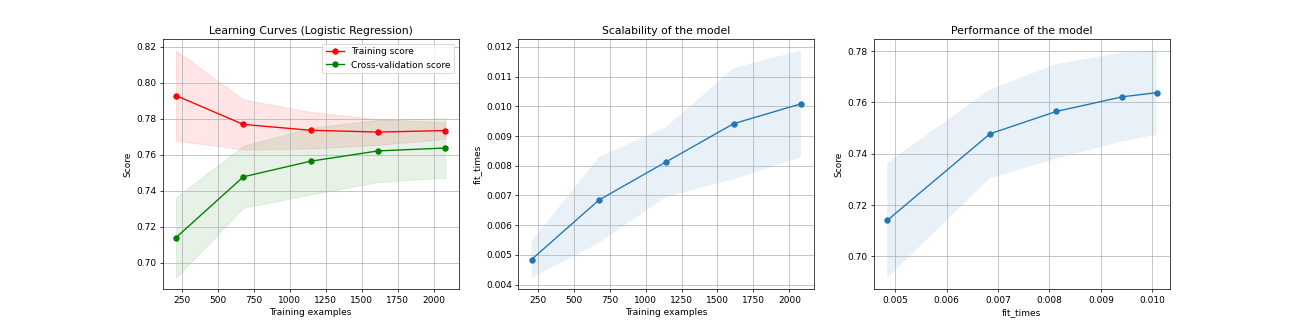 Learning Curves (Logistic Regression)
Training score
Cross-validation score
Score
0.82
0.80
0.78
0.76
0.74
0.72
0.70
250 500 750 1000 1250 1500 1750 2000
Training examples
Scalability of the model
fit_times
0.012
0.011
0.010
0.009
0.008
0.007
0.006
0.005
0.004
250 500 750 1000 1250 1500 1750 2000
Training examples
Performance of the model
Score
0.78
0.76
0.74
0.72
0.70
0.005 0.006 0.007 0.008 0.009 0.010
fit_times